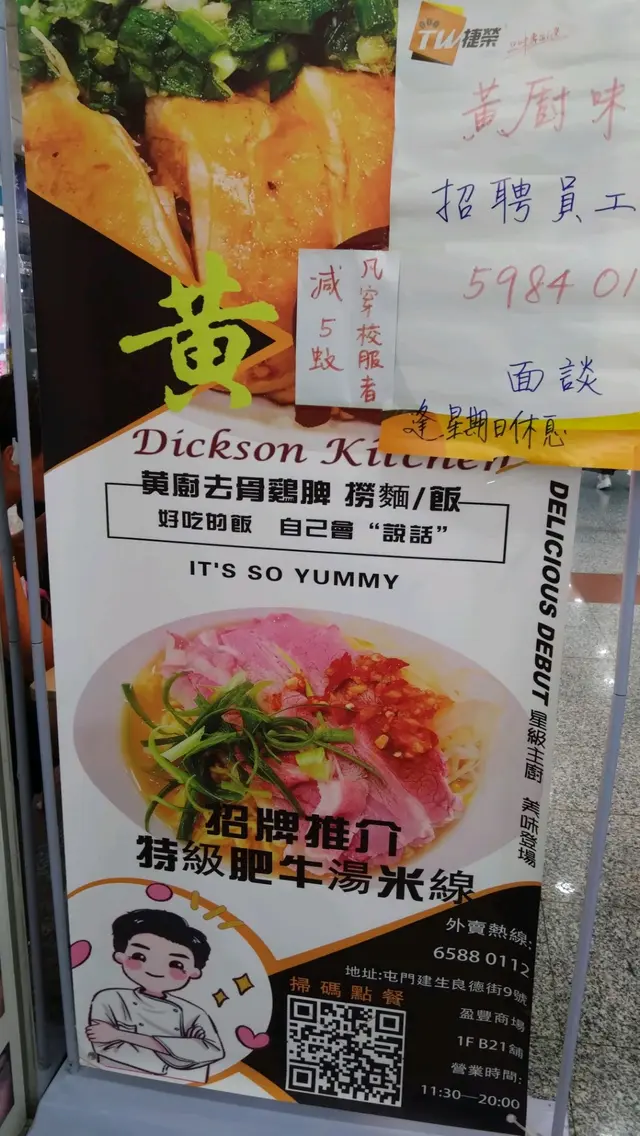 TW捷榮
黃廚味
招聘員工
598401
面談
逢星期日休息
凡穿校服者
減5蚊
黃
Dickson Kitchen
黃廚去骨鷄髀 撈麵/飯
好吃的飯 自己會“說話”
IT'S SO YUMMY
DELICIOUS DEBUT 星級主廚 美味登場
招牌推介
特級肥牛湯米線
外賣熱線:
6588 0112
地址:屯門建生良德街9號
盈豐商場
1F B21舖
營業時間:
11:30—20:00
掃碼點餐